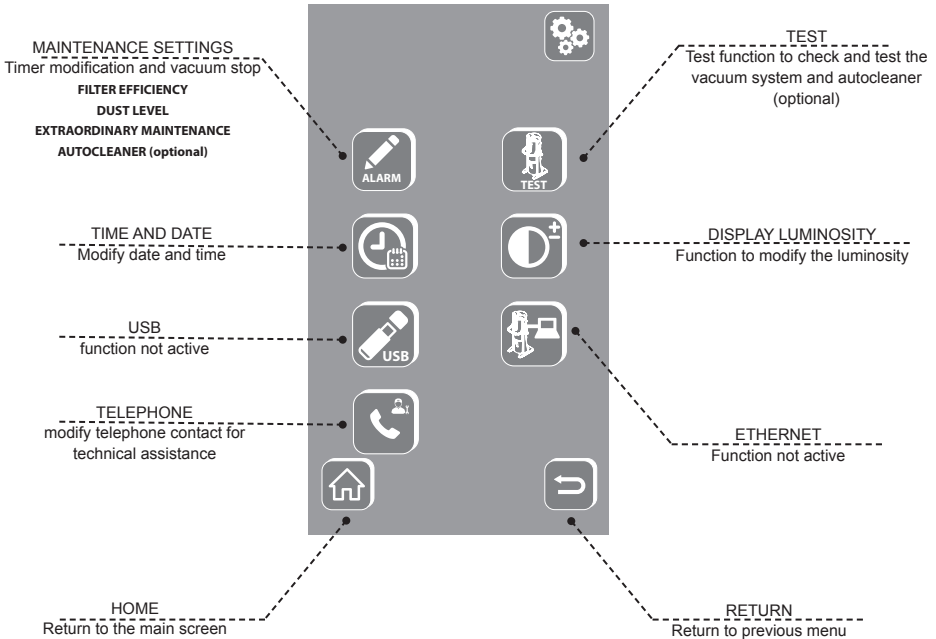 MAINTENANCE SETTINGS
Timer modification and vacuum stop
FILTER EFFICIENCY
DUST LEVEL
EXTRAORDINARY MAINTENANCE
AUTOCLEANER (optional)
TEST
Test function to check and test the
vacuum system and autocleaner
(optional)
ALARM
TEST
TIME AND DATE
Modify date and time
DISPLAY LUMINOSITY
Function to modify the luminosity
USB
function not active
USB
TELEPHONE
modify telephone contact for
technical assistance
ETHERNET
Function not active
HOME
Return to the main screen
RETURN
Return to previous menu